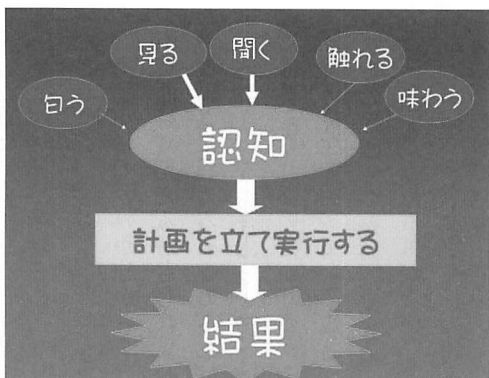 見る
聞く
触れる
匂う
味わう
認知
計画を立て実行する
結果